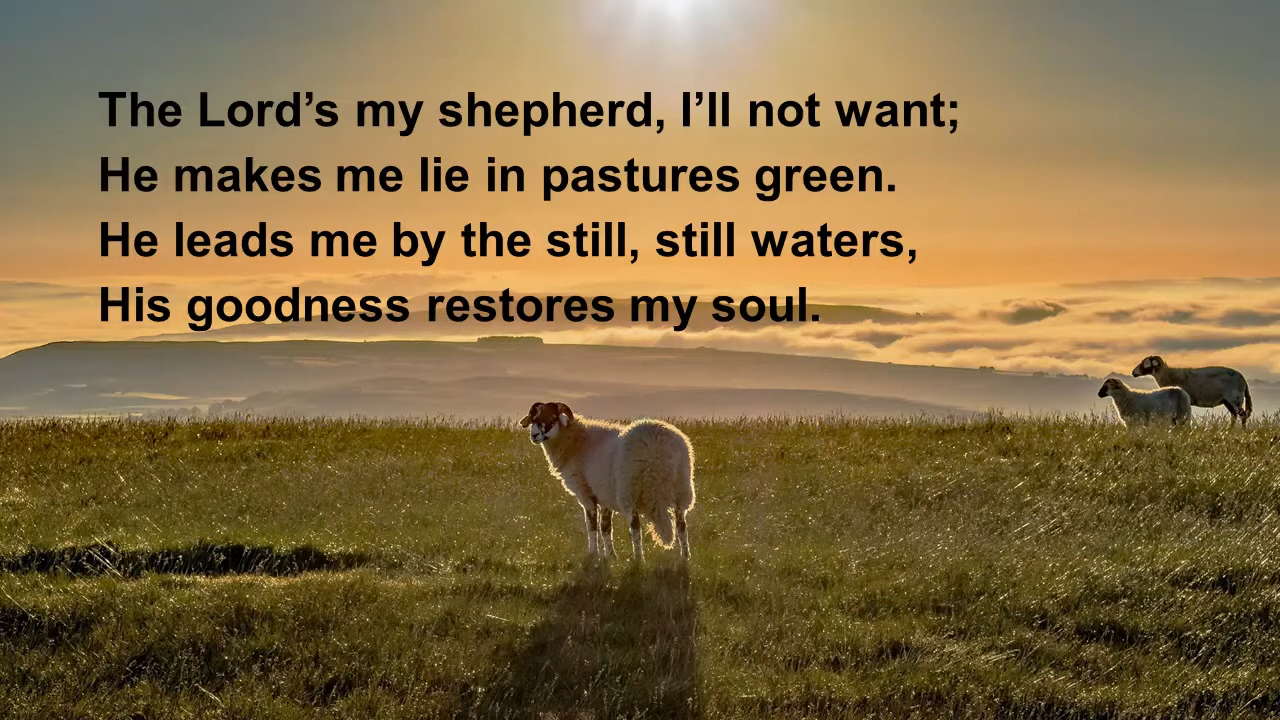 The Lord’s my shepherd, I’ll not want;
He makes me lie in pastures green.
He leads me by the still, still waters,
His goodness restores my soul.